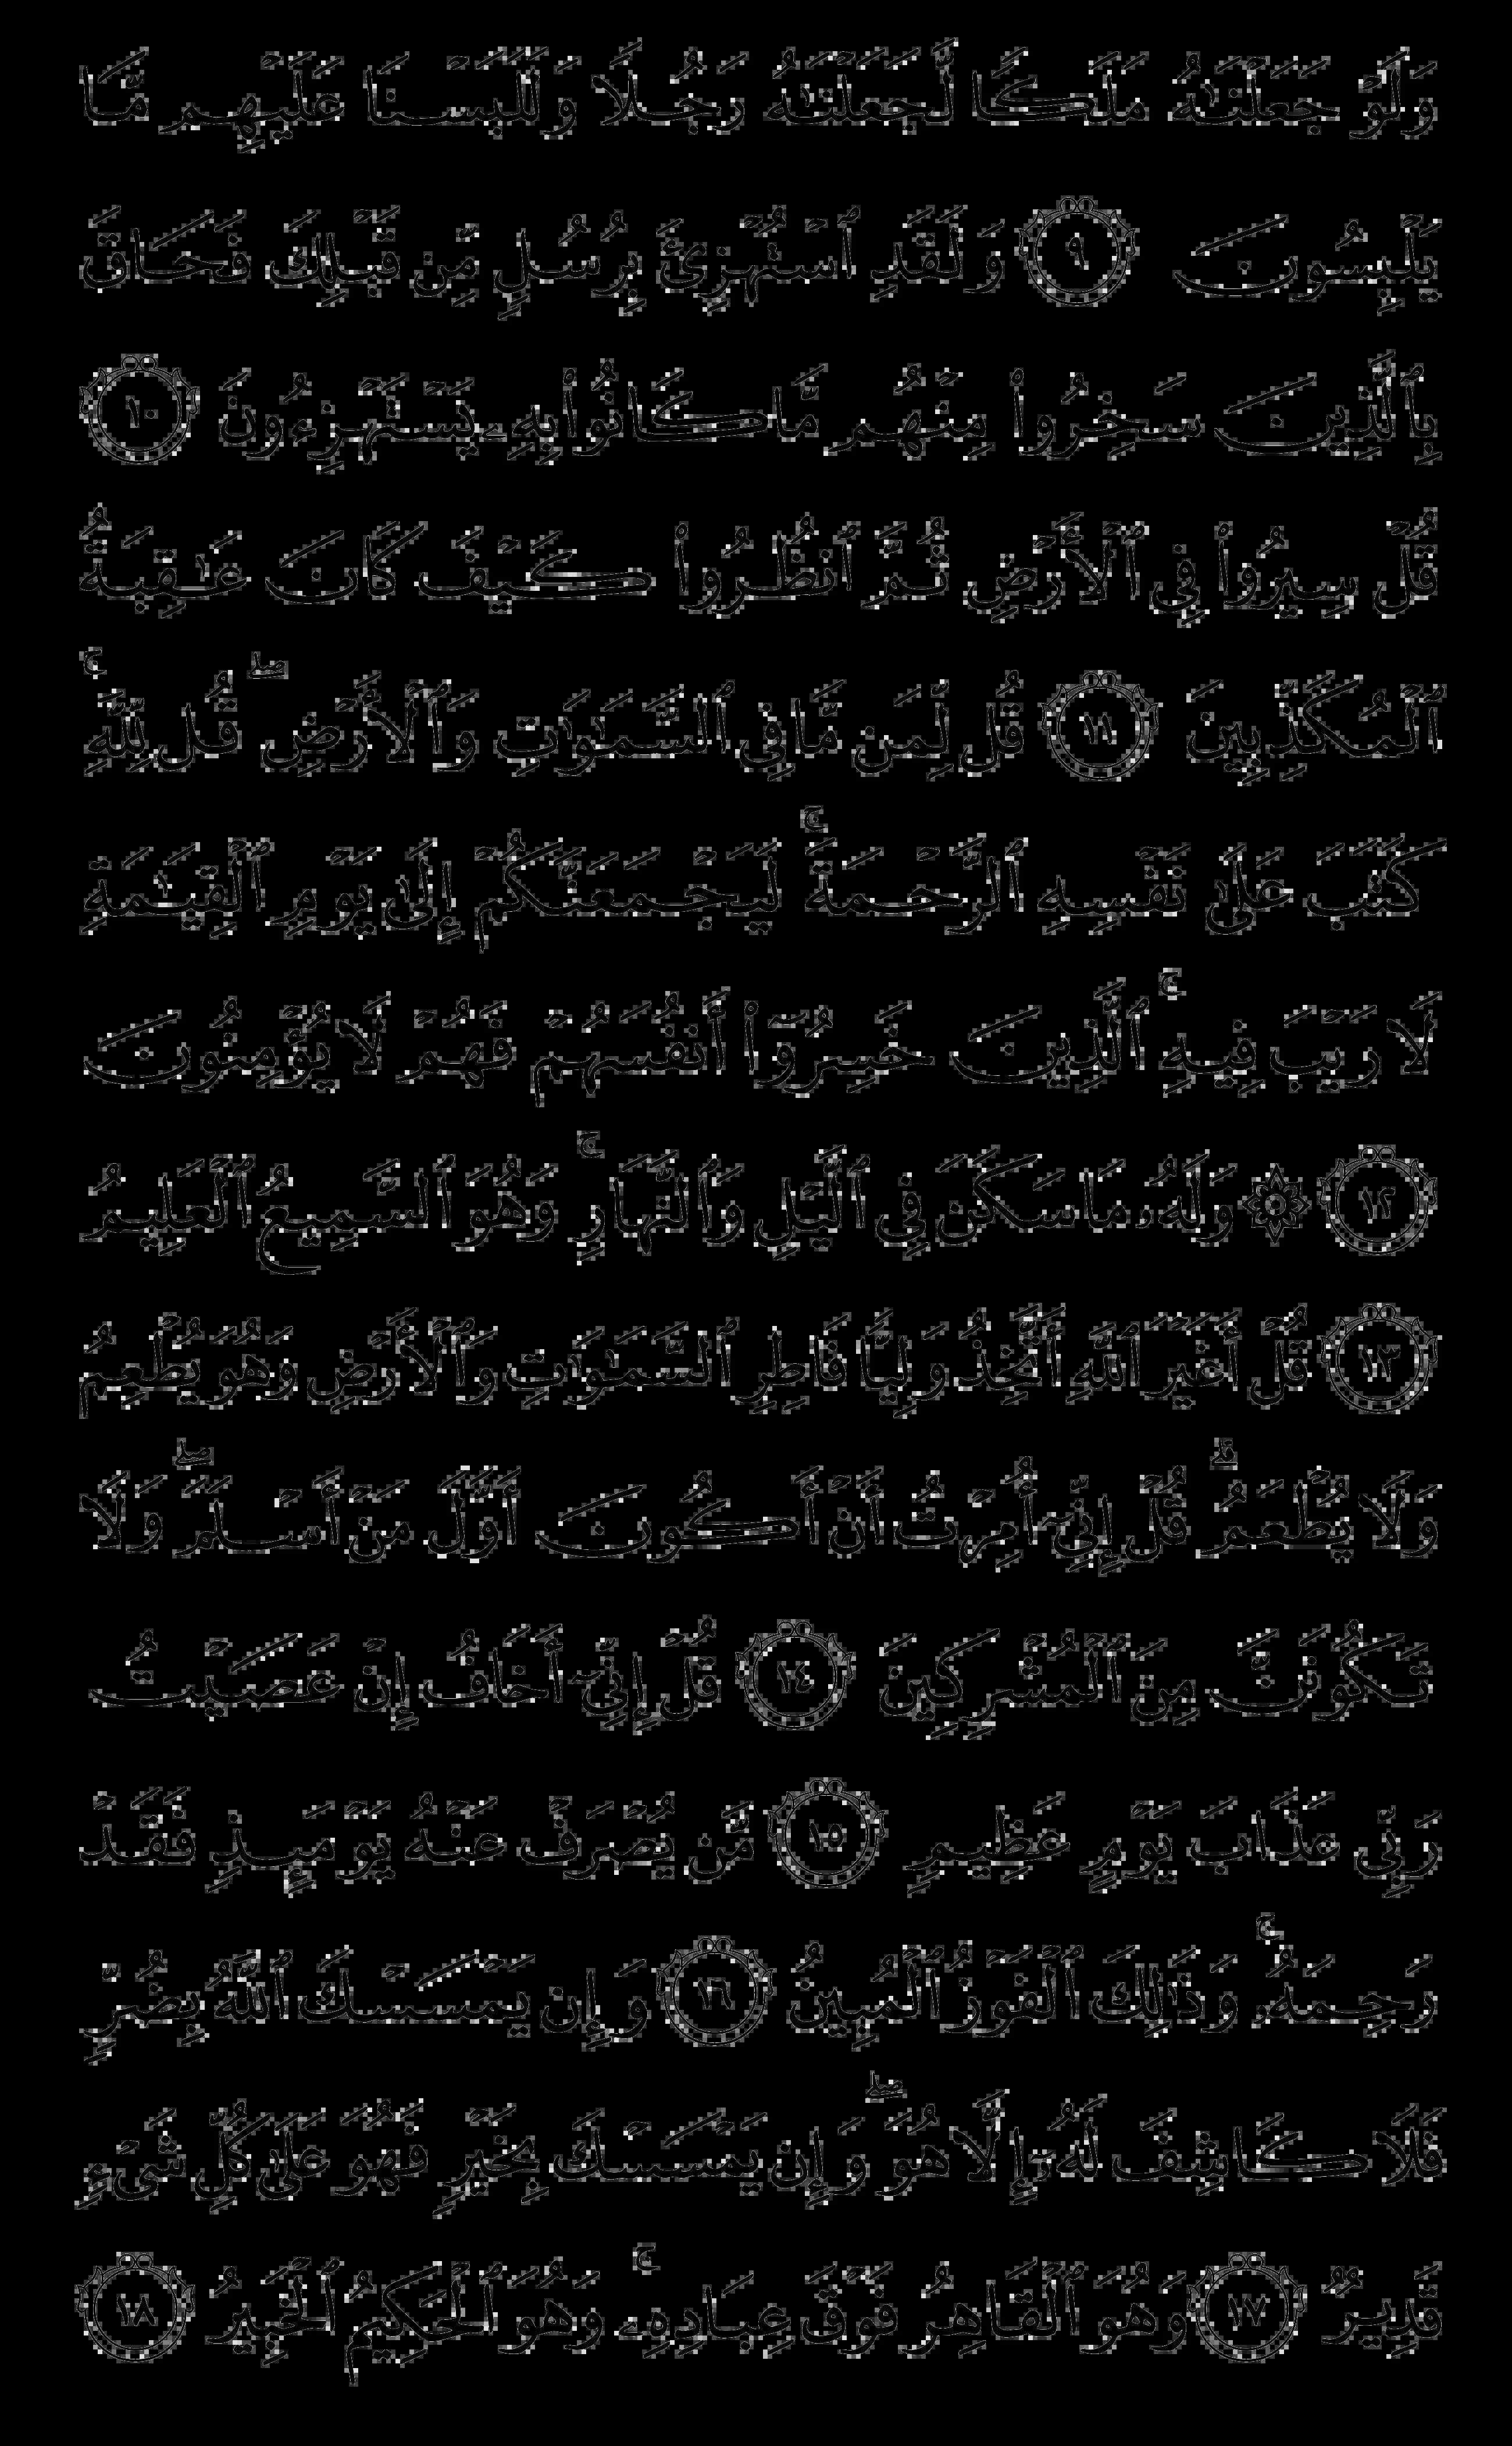 وَلَوْ جَعَلْنَـٰهُ مَلَكًا لَّجَعَلْنَـٰهُ رَجُلًا وَلَلَبَسْنَا عَلَيْهِم مَّا
يَلْبِسُونَ ٩ وَلَقَدِ ٱسْتُهْزِئَ بِرُسُلٍ مِّن قَبْلِكَ فَحَاقَ
بِٱلَّذِينَ سَخِرُوا۟ مِنْهُم مَّا كَانُوا۟ بِهِۦ يَسْتَهْزِءُونَ ١٠
قُلْ سِيرُوا۟ فِى ٱلْأَرْضِ ثُمَّ ٱنظُرُوا۟ كَيْفَ كَانَ عَـٰقِبَةُ
ٱلْمُكَذِّبِينَ ١١ قُل لِّمَن مَّا فِى ٱلسَّمَـٰوَٰتِ وَٱلْأَرْضِ ۖ قُل لِّلَّهِ ۚ
كَتَبَ عَلَىٰ نَفْسِهِ ٱلرَّحْمَةَ ۚ لَيَجْمَعَنَّكُمْ إِلَىٰ يَوْمِ ٱلْقِيَـٰمَةِ
لَا رَيْبَ فِيهِ ۚ ٱلَّذِينَ خَسِرُوٓا۟ أَنفُسَهُمْ فَهُمْ لَا يُؤْمِنُونَ
١٢ ۞ وَلَهُۥ مَا سَكَنَ فِى ٱلَّيْلِ وَٱلنَّهَارِ ۚ وَهُوَ ٱلسَّمِيعُ ٱلْعَلِيمُ
١٣ قُلْ أَغَيْرَ ٱللَّهِ أَتَّخِذُ وَلِيًّا فَاطِرِ ٱلسَّمَـٰوَٰتِ وَٱلْأَرْضِ وَهُوَ يُطْعِمُ
وَلَا يُطْعَمُ ۗ قُلْ إِنِّىٓ أُمِرْتُ أَنْ أَكُونَ أَوَّلَ مَنْ أَسْلَمَ ۖ وَلَا
تَكُونَنَّ مِنَ ٱلْمُشْرِكِينَ ١٤ قُلْ إِنِّىٓ أَخَافُ إِنْ عَصَيْتُ
رَبِّى عَذَابَ يَوْمٍ عَظِيمٍ ١٥ مَّن يُصْرَفْ عَنْهُ يَوْمَئِذٍ فَقَدْ
رَحِمَهُۥ ۚ وَذَٰلِكَ ٱلْفَوْزُ ٱلْمُبِينُ ١٦ وَإِن يَمْسَسْكَ ٱللَّهُ بِضُرٍّ
فَلَا كَاشِفَ لَهُۥٓ إِلَّا هُوَ ۖ وَإِن يَمْسَسْكَ بِخَيْرٍ فَهُوَ عَلَىٰ كُلِّ شَىْءٍ
قَدِيرٌ ١٧ وَهُوَ ٱلْقَاهِرُ فَوْقَ عِبَادِهِۦ ۚ وَهُوَ ٱلْحَكِيمُ ٱلْخَبِيرُ ١٨